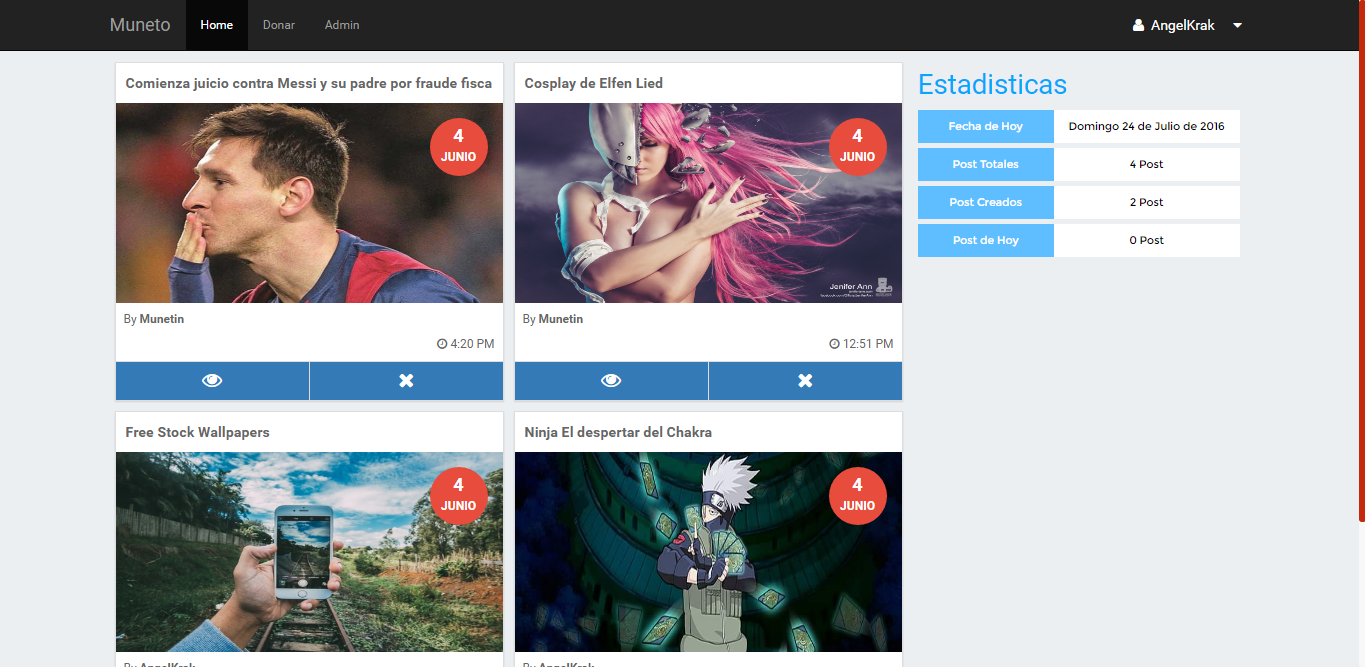 Muneto Home Donar Admin AngelKrak
Comienza juicio contra Messi y su padre por fraude fisca
4
JUNIO
By Munetin
4:20 PM
Cosplay de Elfen Lied
4
JUNIO
Jenifer Ann
By Munetin
12:51 PM
Free Stock Wallpapers
4
JUNIO
By AngelKrak
Ninja El despertar del Chakra
4
JUNIO
By AngelKrak
Estadisticas
Fecha de Hoy Domingo 24 de Julio de 2016
Post Totales 4 Post
Post Creados 2 Post
Post de Hoy 0 Post